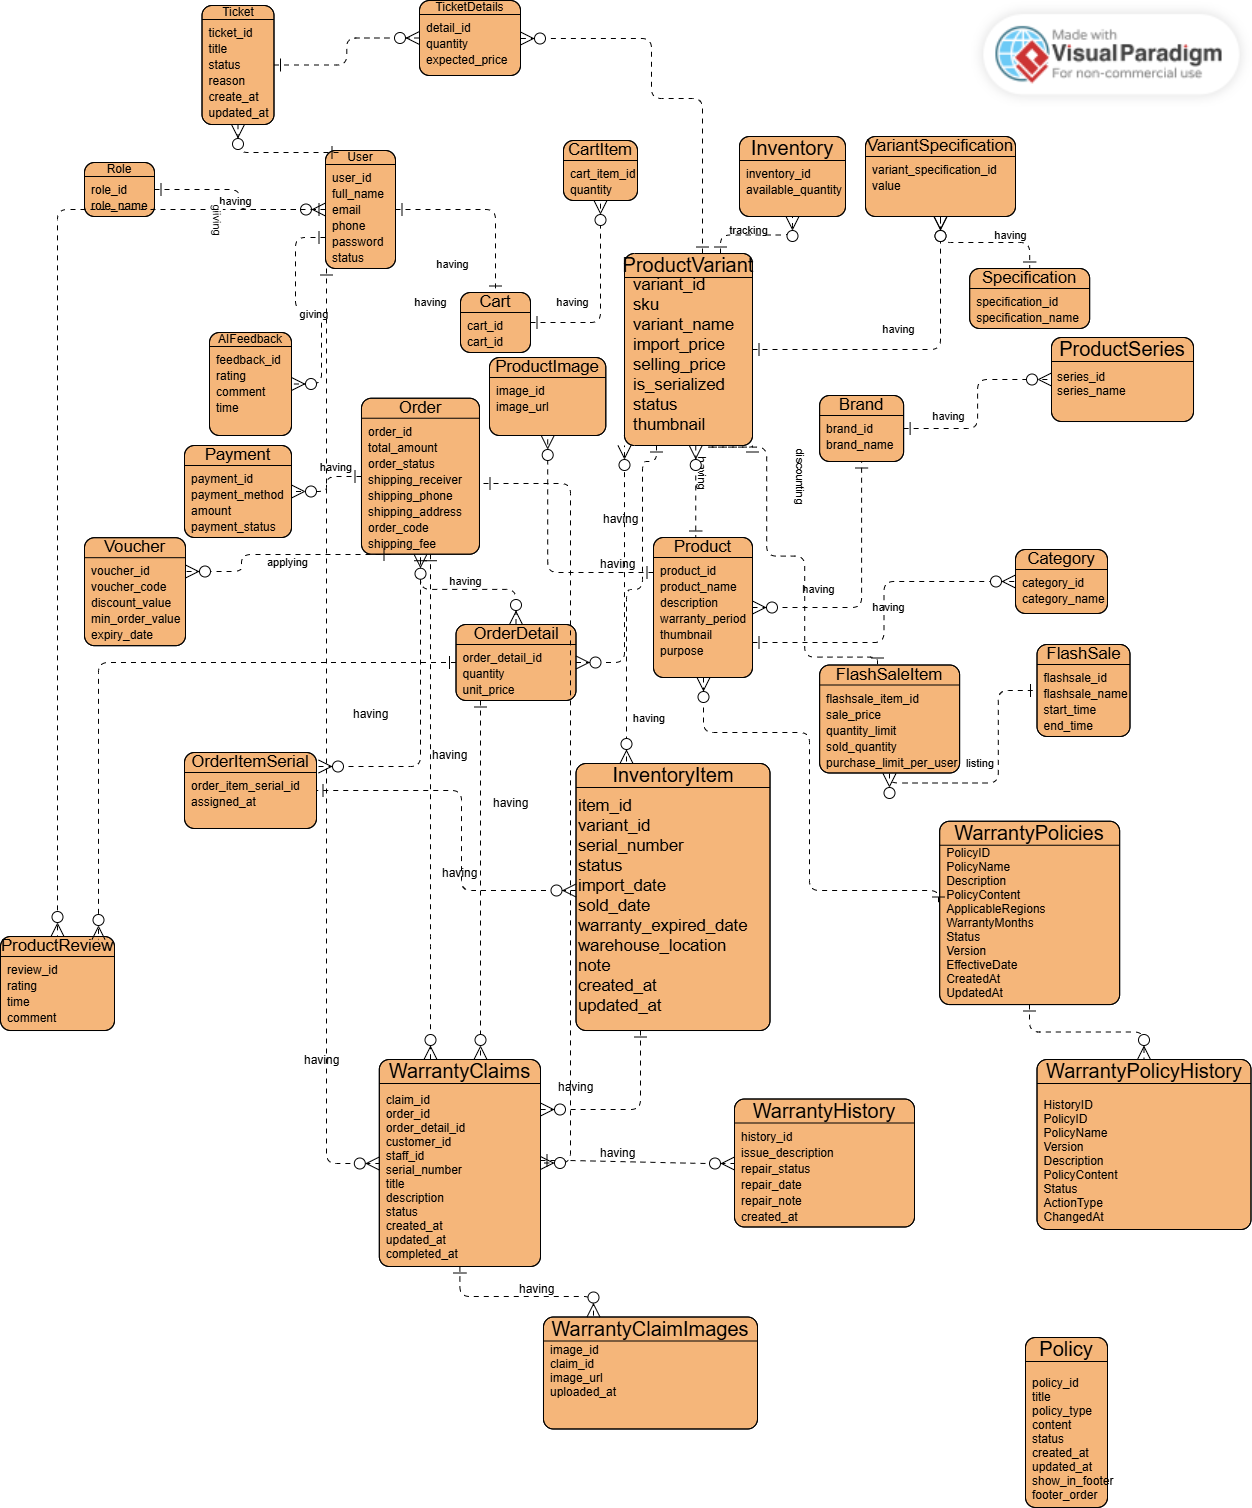 Ticket
ticket_id
title
status
reason
create_at
updated_at
TicketDetails
detail_id
quantity
expected_price
Made with
VisualParadigm
For non-commercial use
Role
role_id
role_name
having
giiving
User
user_id
full_name
email
phone
password
status
CartItem
cart_item_id
quantity
Inventory
inventory_id
available_quantity
VariantSpecification
variant_specification_id
value
tracking
having
Specification
specification_id
specification_name
having
having
having
Cart
cart_id
cart_id
ProductVariant
variant_id
sku
variant_name
import_price
selling_price
is_serialized
status
thumbnail
having
giving
AIFeedback
feedback_id
rating
comment
time
ProductImage
image_id
image_url
ProductSeries
series_id
series_name
Brand
brand_id
brand_name
having
Order
order_id
total_amount
order_status
shipping_receiver
shipping_phone
shipping_address
order_code
shipping_fee
Payment
payment_id
payment_method
amount
payment_status
having
having
discounting
having
Voucher
voucher_id
voucher_code
discount_value
min_order_value
expiry_date
applying
having
having
Product
product_id
product_name
description
warranty_period
thumbnail
purpose
having
having
Category
category_id
category_name
OrderDetail
order_detail_id
quantity
unit_price
FlashSaleItem
flashsale_item_id
sale_price
quantity_limit
sold_quantity
purchase_limit_per_user
listing
FlashSale
flashsale_id
flashsale_name
start_time
end_time
having
having
having
having
having
OrderItemSerial
order_item_serial_id
assigned_at
InventoryItem
item_id
variant_id
serial_number
status
import_date
sold_date
warranty_expired_date
warehouse_location
note
created_at
updated_at
WarrantyPolicies
PolicyID
PolicyName
Description
PolicyContent
ApplicableRegions
WarrantyMonths
Status
Version
EffectiveDate
CreatedAt
UpdatedAt
ProductReview
review_id
rating
time
comment
having
having
having
WarrantyClaims
claim_id
order_id
order_detail_id
customer_id
staff_id
serial_number
title
description
status
created_at
updated_at
completed_at
WarrantyHistory
history_id
issue_description
repair_status
repair_date
repair_note
created_at
WarrantyPolicyHistory
HistoryID
PolicyID
PolicyName
Version
Description
PolicyContent
Status
ActionType
ChangedAt
having
WarrantyClaimImages
image_id
claim_id
image_url
uploaded_at
Policy
policy_id
title
policy_type
content
status
created_at
updated_at
show_in_footer
footer_order